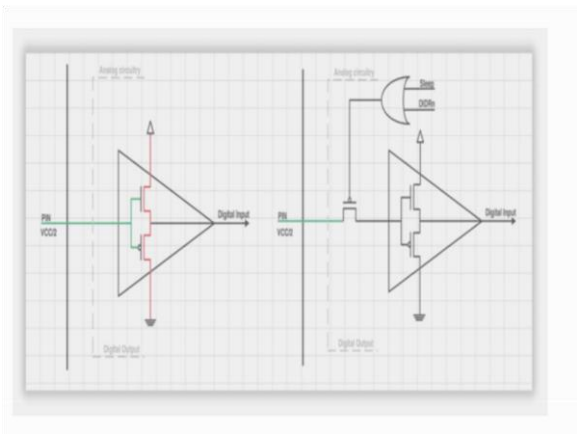 Analog circuitry
PIN
VCC/2
Digital Input
Digital Output
Analog circuitry
Sleep
DIDRn
PIN
VCC/2
Digital Input
Digital Output